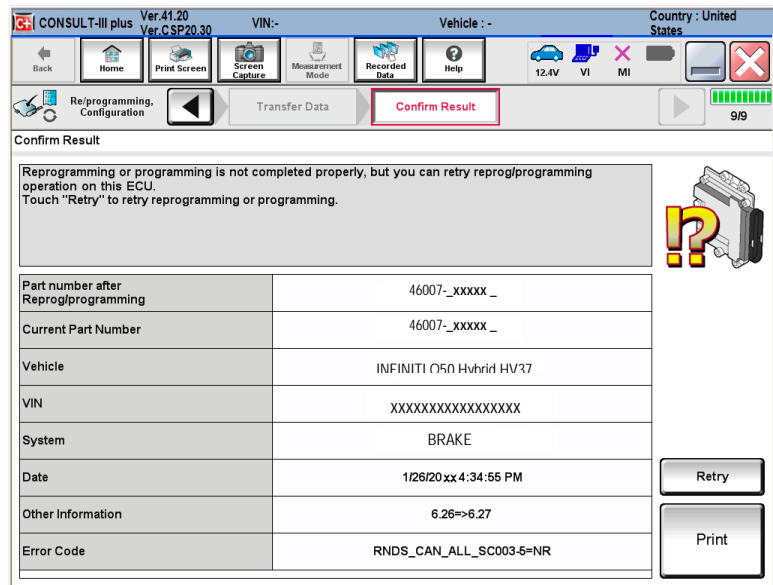 C+ CONSULT-III plus Ver.41.20 VIN:- Vehicle : - Country : United
Ver.CSP20.30 States
Back Home Print Screen Screen Capture Measurement Mode Recorded Data Help 12.4V VI MI
Re/programming, Configuration Transfer Data Confirm Result 9/9
Confirm Result
Reprogramming or programming is not completed properly, but you can retry reprog/programming
operation on this ECU.
Touch "Retry" to retry reprogramming or programming.
!?
Part number after
Reprog/programming 46007-_xxxxx _
Current Part Number 46007-_xxxxx _
Vehicle INFINITI Q50 Hybrid HV37
VIN XXXXXXXXXXXXXXXXX
System BRAKE
Date 1/26/20xx 4:34:55 PM
Retry
Other Information 6.26=>6.27
Print
Error Code RNDS_CAN_ALL_SC003-5=NR